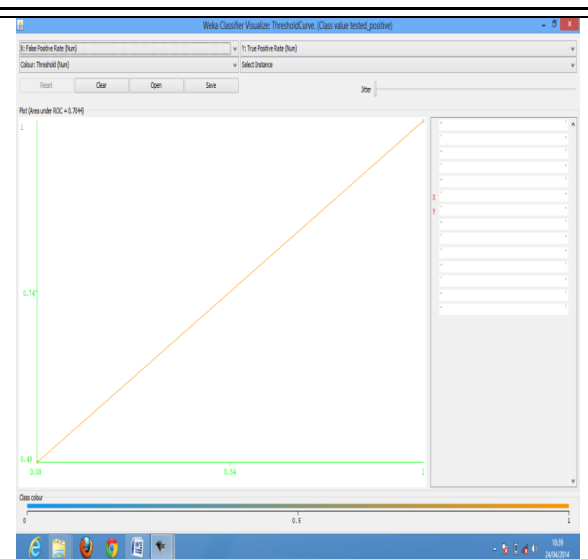 Weka Classifier Visualize: ThresholdCurve. (Class value tested_positive)
X: False Positive Rate (Num)
Y: True Positive Rate (Num)
Colour: Threshold (Num)
Select Instance
Reset Clear Open Save
Jitter
Plot (Area under ROC = 0.7044)
1
X
Y
0.74
0.49
0.08 0.54 1
Class colour
0 0.5 1
10:39
24/04/2014